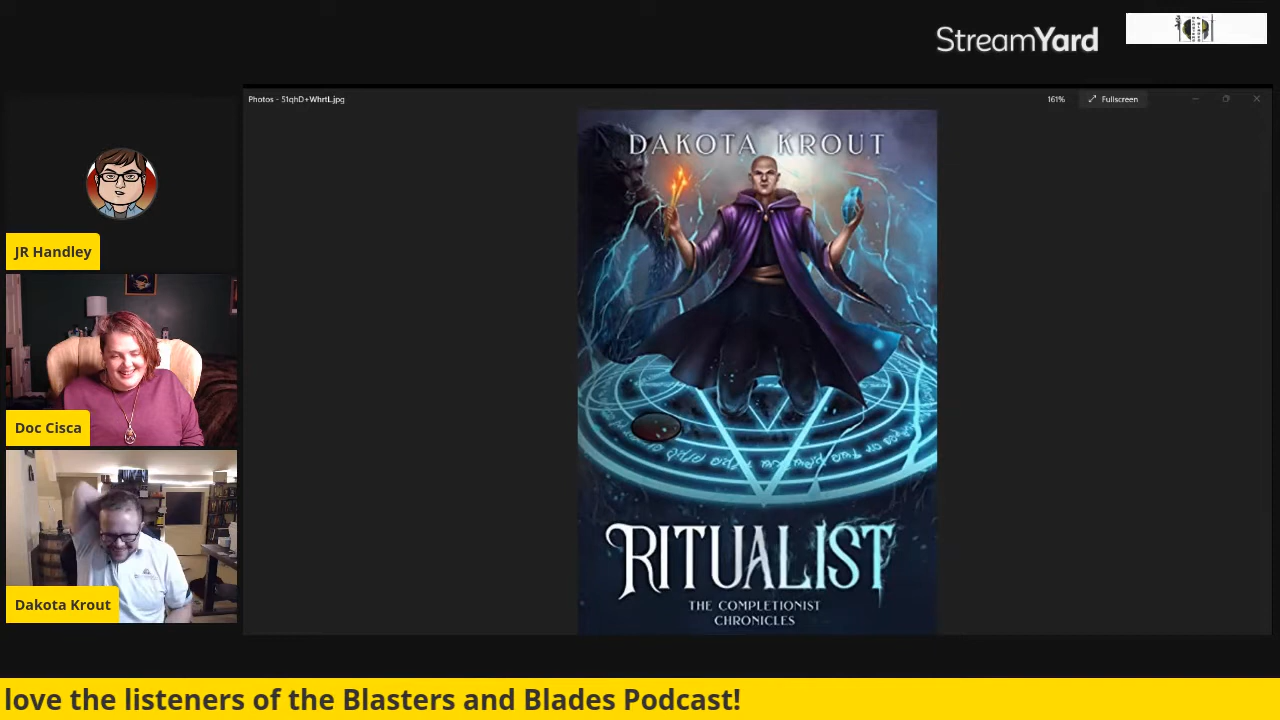 StreamYard
Photos - 51qhD+WhrtL.jpg
161%
Fullscreen
JR Handley
Doc Cisca
Dakota Krout
DAKOTA KROUT
RITUALIST
THE COMPLETIONIST
CHRONICLES
love the listeners of the Blasters and Blades Podcast!